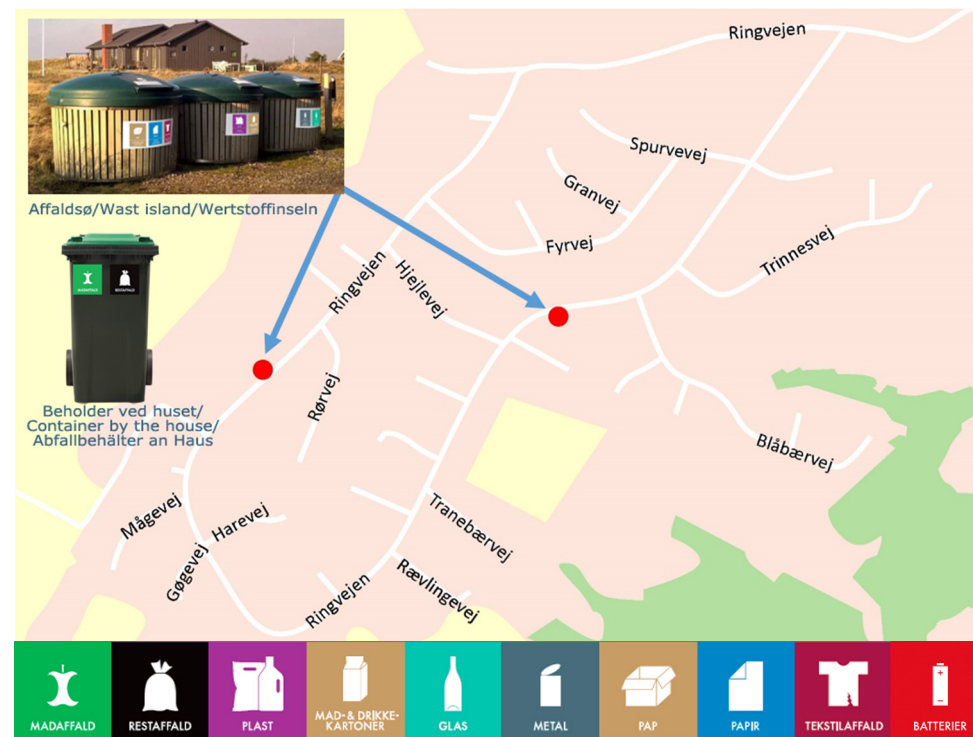 Ringvejen
Spurvevej
Granvej
Fyrvej
Trinnesvej
Affaldsø/Wast island/Wertstoffinseln
Ringvejen
Hjejlevej
MADAFFALD
RESTAFFALD
Rørvej
Beholder ved huset/
Container by the house/
Abfallbehälter an Haus
Blåbærvej
Mågevej
Harevej
Gøgevej
Tranebærvej
Rævlingevej
Ringvejen
MADAFFALD
RESTAFFALD
PLAST
MAD- & DRIKKE-
KARTONER
GLAS
METAL
PAP
PAPIR
TEKSTILAFFALD
BATTERIER